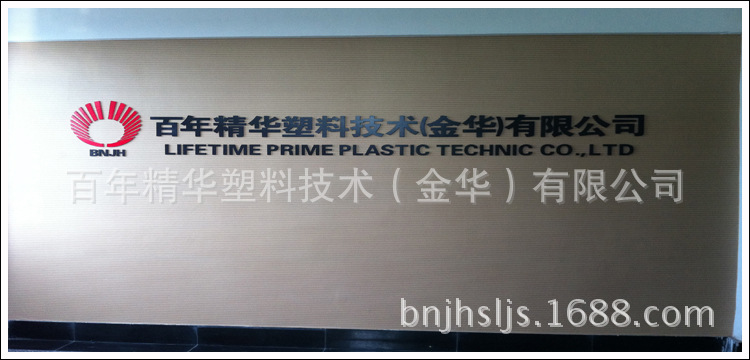 百年精华塑料技术(金华)有限公司
BNJH
LIFETIME PRIME PLASTIC TECHNIC CO.,LTD
百年精华塑料技术（金华）有限公司
bnjhsljs.1688.com